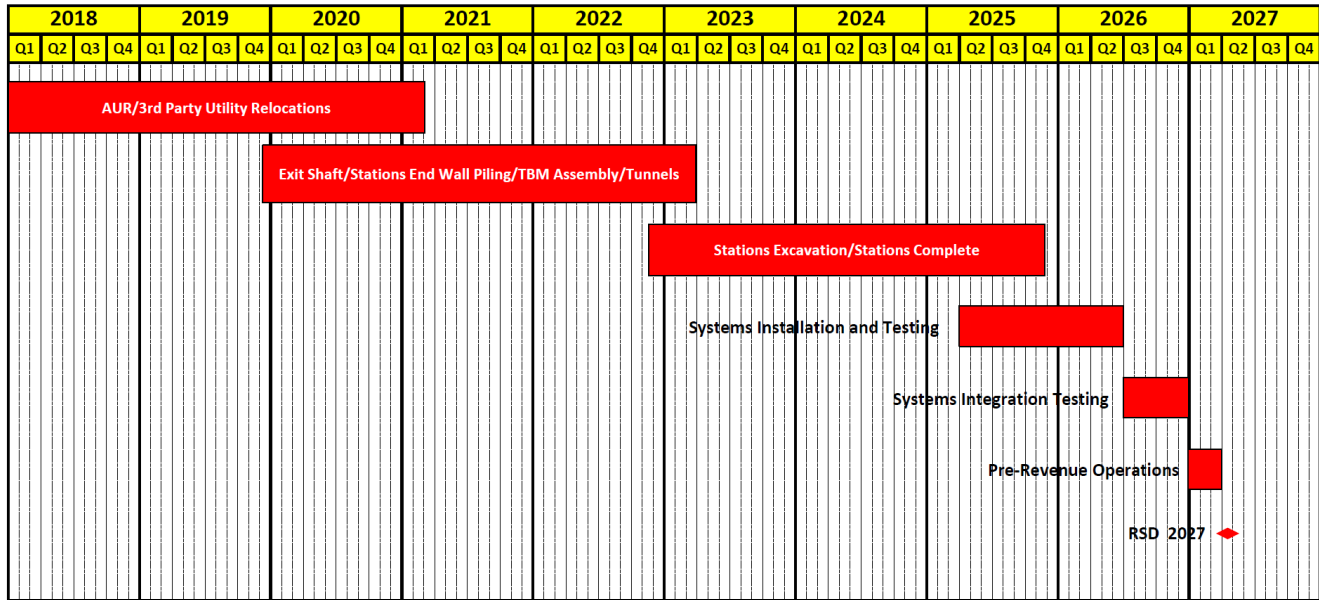 2018 2019 2020 2021 2022 2023 2024 2025 2026 2027
Q1 Q2 Q3 Q4 Q1 Q2 Q3 Q4 Q1 Q2 Q3 Q4 Q1 Q2 Q3 Q4 Q1 Q2 Q3 Q4 Q1 Q2 Q3 Q4 Q1 Q2 Q3 Q4 Q1 Q2 Q3 Q4 Q1 Q2 Q3 Q4 Q1 Q2 Q3 Q4
AUR/3rd Party Utility Relocations
Exit Shaft/Stations End Wall Piling/TBM Assembly/Tunnels
Stations Excavation/Stations Complete
Systems Installation and Testing
Systems Integration Testing
Pre-Revenue Operations
RSD 2027